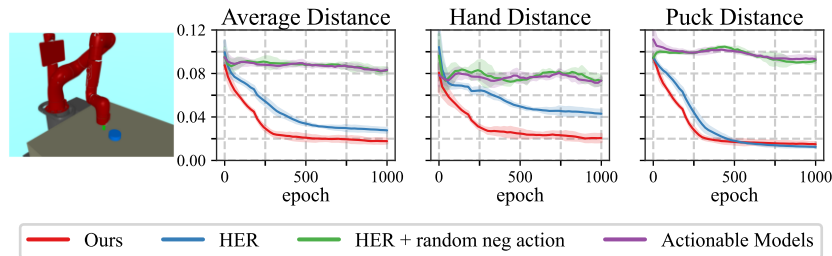 Average Distance
Hand Distance
Puck Distance
0.12
0.08
0.04
0.00
0 500 1000
0 500 1000
0 500 1000
epoch
epoch
epoch
Ours HER HER + random neg action Actionable Models